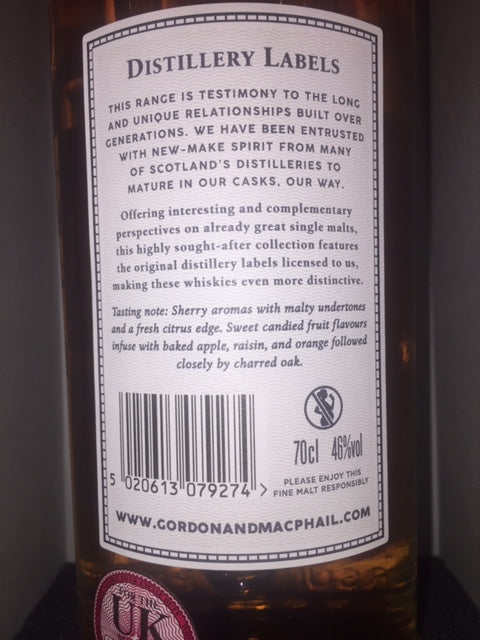 DISTILLERY LABELS
THIS RANGE IS TESTIMONY TO THE LONG
AND UNIQUE RELATIONSHIPS BUILT OVER
GENERATIONS. WE HAVE BEEN ENTRUSTED
WITH NEW-MAKE SPIRIT FROM MANY
OF SCOTLAND'S DISTILLERIES TO
MATURE IN OUR CASKS, OUR WAY.
Offering interesting and complementary
perspectives on already great single malts,
this highly sought-after collection features
the original distillery labels licensed to us,
making these whiskies even more distinctive.
Tasting note: Sherry aromas with malty undertones
and a fresh citrus edge. Sweet candied fruit flavours
infuse with baked apple, raisin, and orange followed
closely by charred oak.
70cl 46%vol
5 020613 079274 >
PLEASE ENJOY THIS
FINE MALT RESPONSIBLY
WWW.GORDONANDMACPHAIL.COM
FOR THE
UK